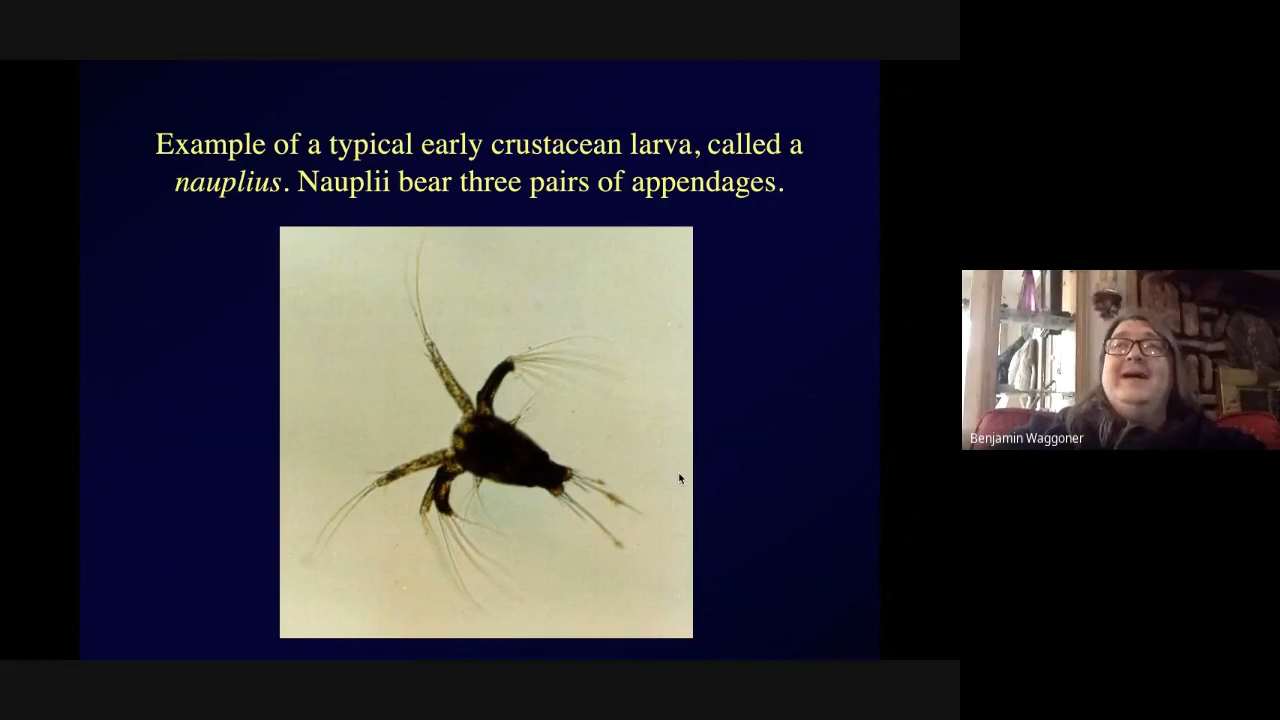 Example of a typical early crustacean larva, called a
nauplius. Nauplii bear three pairs of appendages.
Benjamin Waggoner